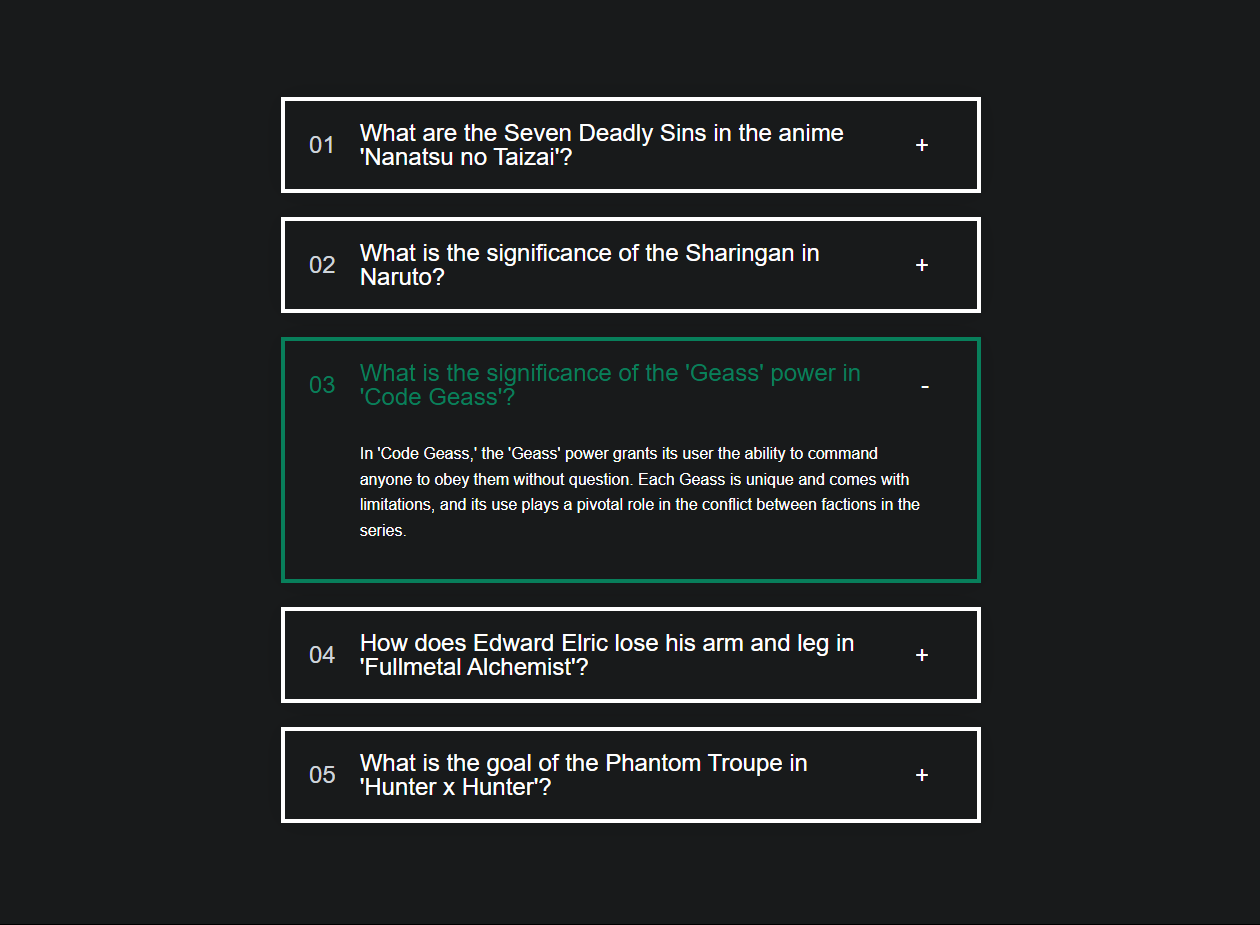 01
What are the Seven Deadly Sins in the anime
'Nanatsu no Taizai'?
+
02
What is the significance of the Sharingan in
Naruto?
+
03
What is the significance of the 'Geass' power in
'Code Geass'?
-
In 'Code Geass,' the 'Geass' power grants its user the ability to command
anyone to obey them without question. Each Geass is unique and comes with
limitations, and its use plays a pivotal role in the conflict between factions in the
series.
04
How does Edward Elric lose his arm and leg in
'Fullmetal Alchemist'?
+
05
What is the goal of the Phantom Troupe in
'Hunter x Hunter'?
+